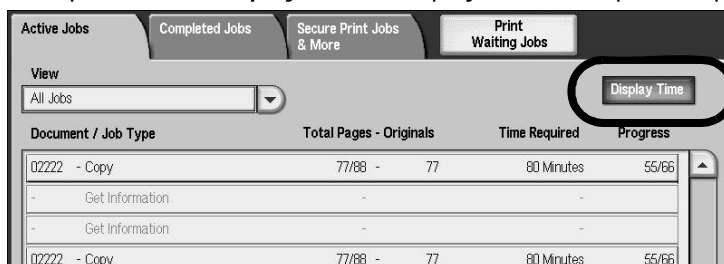 Active Jobs Completed Jobs Secure Print Jobs & More Print Waiting Jobs
View
All Jobs Display Time
Document / Job Type Total Pages - Originals Time Required Progress
02222 - Copy 77/88 - 77 80 Minutes 55/66
- Get Information - -
- Get Information - -
02222 - Copy 77/88 - 77 80 Minutes 55/66